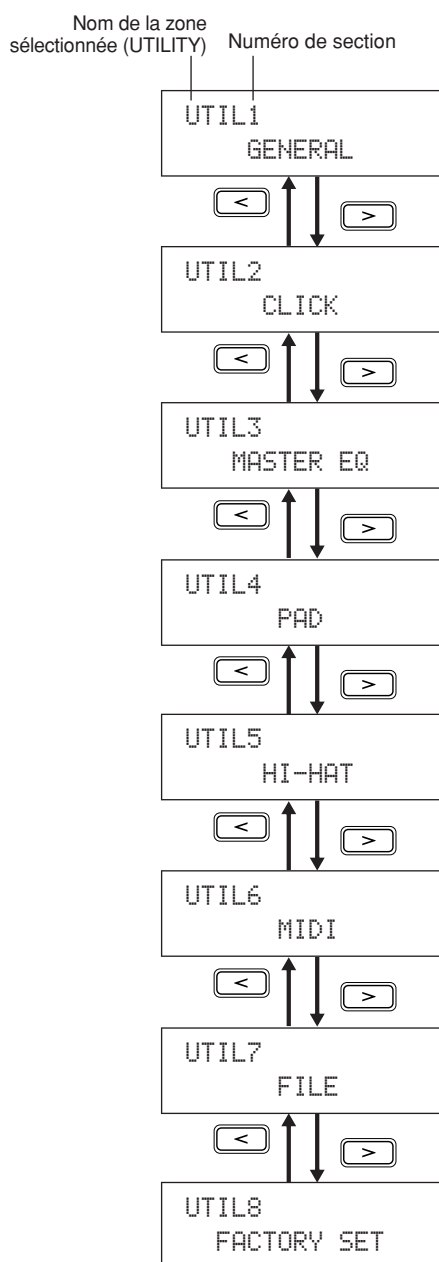 Nom de la zone
sélectionnée (UTILITY)
Numéro de section
UTIL1
GENERAL
< >
UTIL2
CLICK
< >
UTIL3
MASTER EQ
< >
UTIL4
PAD
< >
UTIL5
HI-HAT
< >
UTIL6
MIDI
< >
UTIL7
FILE
< >
UTIL8
FACTORY SET